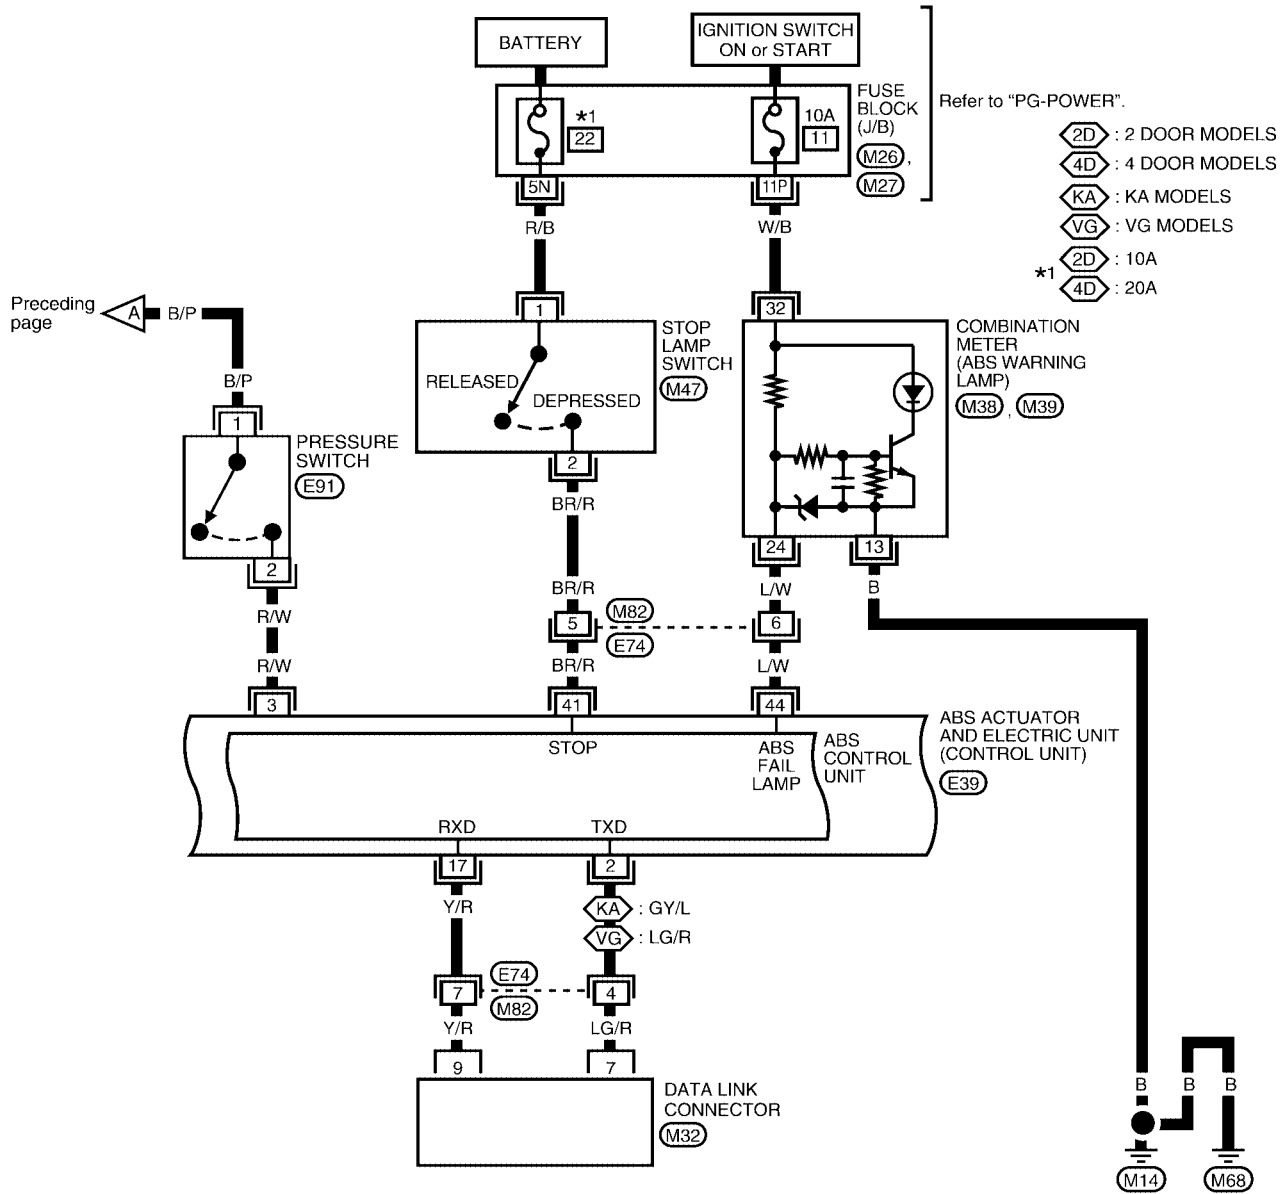 BATTERY
IGNITION SWITCH
ON or START
FUSE
BLOCK
(J/B)
M26 ,
M27
Refer to “PG-POWER”.
*1
22
10A
11
5N
11P
R/B
W/B
2D : 2 DOOR MODELS
4D : 4 DOOR MODELS
KA : KA MODELS
VG : VG MODELS
*1
2D : 10A
4D : 20A
Preceding
page
A
B/P
B/P
1
PRESSURE
SWITCH
E91
2
R/W
R/W
3
1
STOP
LAMP
SWITCH
M47
RELEASED
DEPRESSED
2
BR/R
BR/R
5
M82
E74
BR/R
41
32
COMBINATION
METER
(ABS WARNING
LAMP)
M38 , M39
24
13
L/W
B
6
L/W
44
STOP
ABS
FAIL
LAMP
ABS
CONTROL
UNIT
ABS ACTUATOR
AND ELECTRIC UNIT
(CONTROL UNIT)
E39
RXD
TXD
17
2
Y/R
KA : GY/L
VG : LG/R
7
E74
M82
4
Y/R
LG/R
9
7
DATA LINK
CONNECTOR
M32
B
B
B
M14
M68